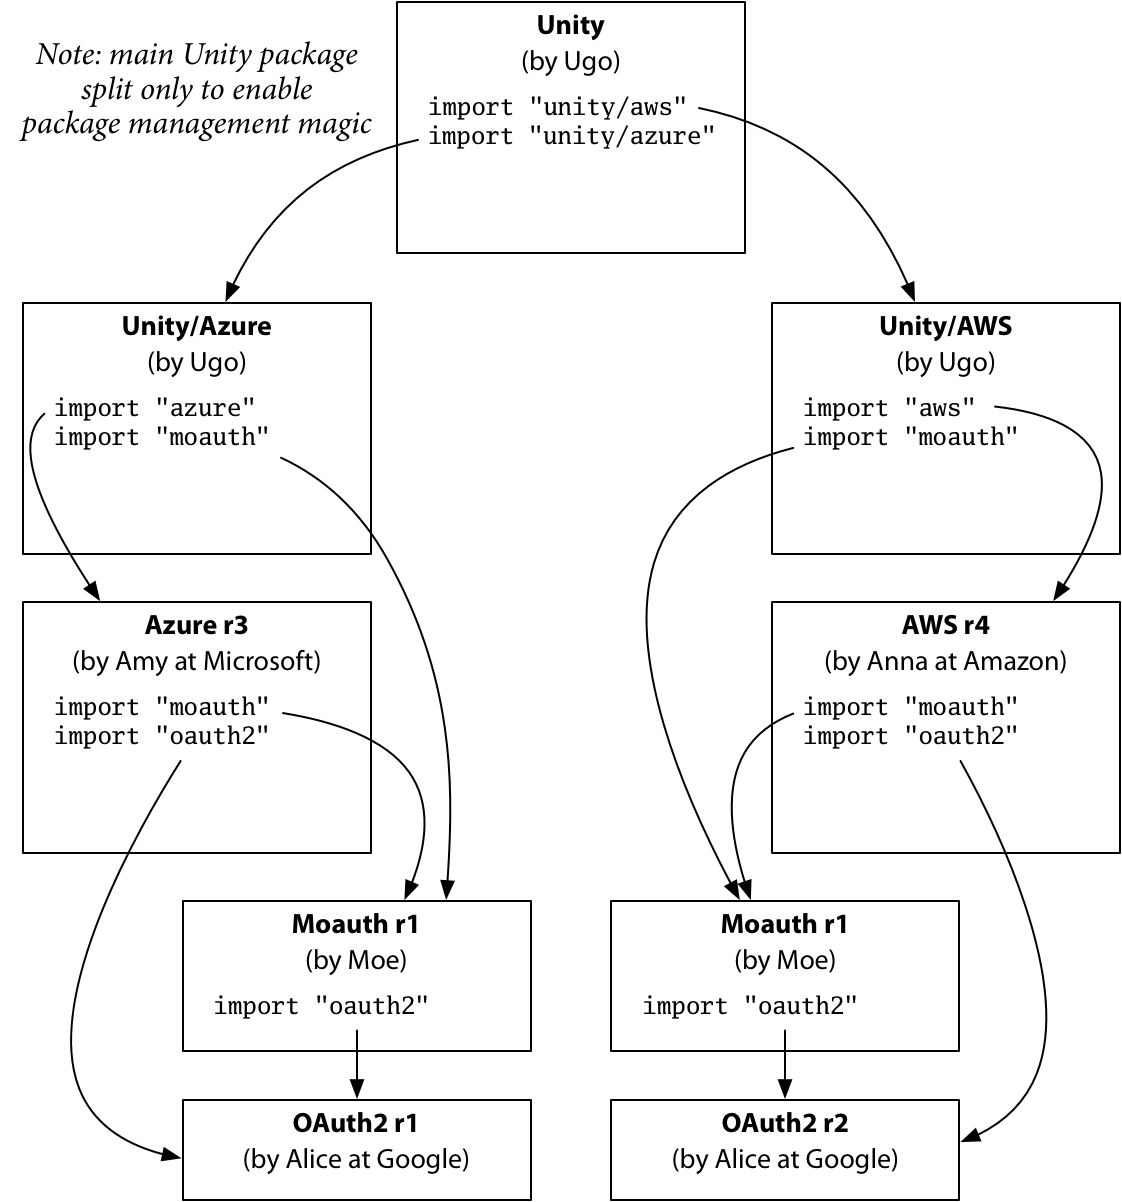 Note: main Unity package
split only to enable
package management magic
Unity
(by Ugo)
import "unity/aws"
import "unity/azure"
Unity/Azure
(by Ugo)
import "azure"
import "moauth"
Unity/AWS
(by Ugo)
import "aws"
import "moauth"
Azure r3
(by Amy at Microsoft)
import "moauth"
import "oauth2"
AWS r4
(by Anna at Amazon)
import "moauth"
import "oauth2"
Moauth r1
(by Moe)
import "oauth2"
Moauth r1
(by Moe)
import "oauth2"
OAuth2 r1
(by Alice at Google)
OAuth2 r2
(by Alice at Google)